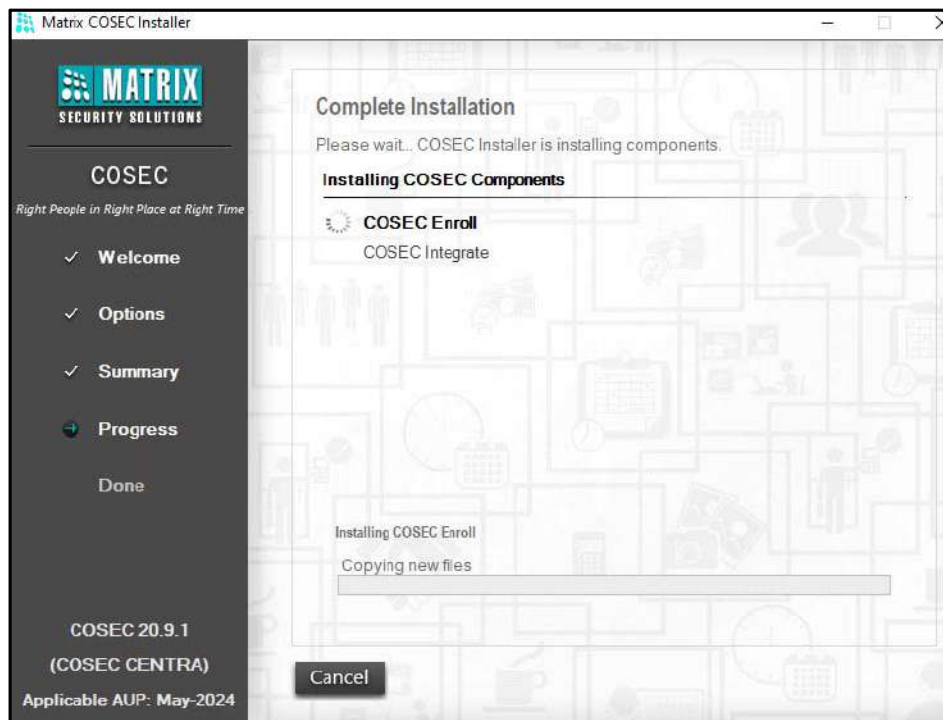 Matrix COSEC Installer
MATRIX
SECURITY SOLUTIONS
COSEC
Right People in Right Place at Right Time
Welcome
Options
Summary
Progress
Done
COSEC 20.9.1
(COSEC CENTRA)
Applicable AUP: May-2024
Complete Installation
Please wait... COSEC Installer is installing components.
Installing COSEC Components
COSEC Enroll
COSEC Integrate
Installing COSEC Enroll
Copying new files
Cancel